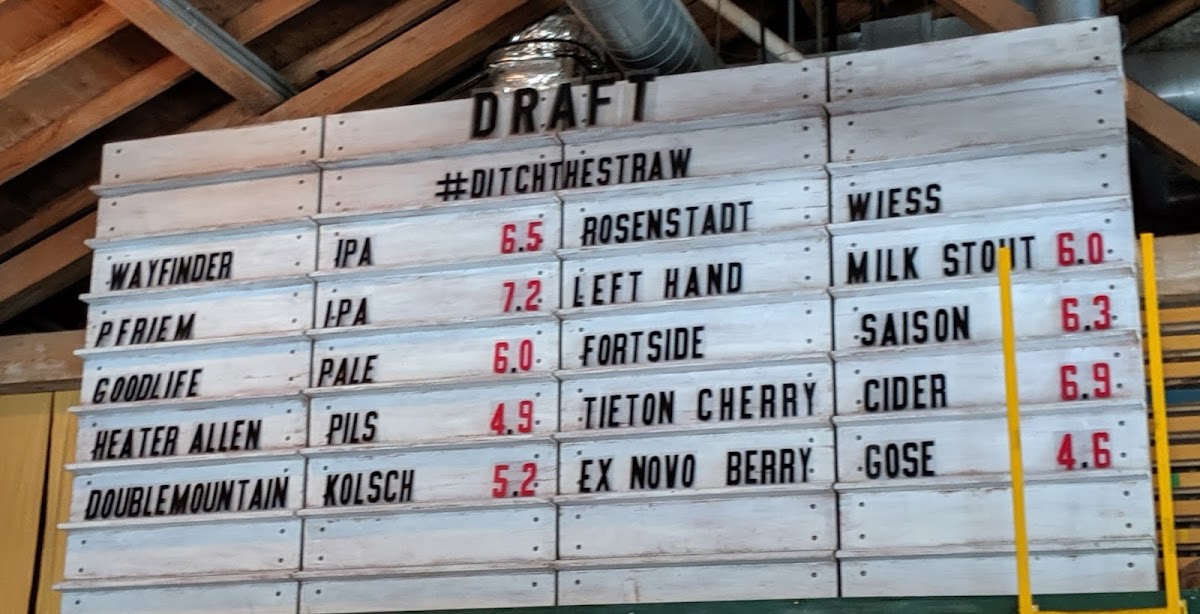 DRAFT
#DITCHTHESTRAW
WAYFINDER IPA 6.5
PFRIEM IPA 7.2
GOODLIFE PALE 6.0
HEATER ALLEN PILS 4.9
DOUBLEMOUNTAIN KOLSCH 5.2
ROSENSTADT WIESS
LEFT HAND MILK STOUT 6.0
FORTSIDE SAISON 6.3
TIETON CHERRY CIDER 6.9
EX NOVO BERRY GOSE 4.6